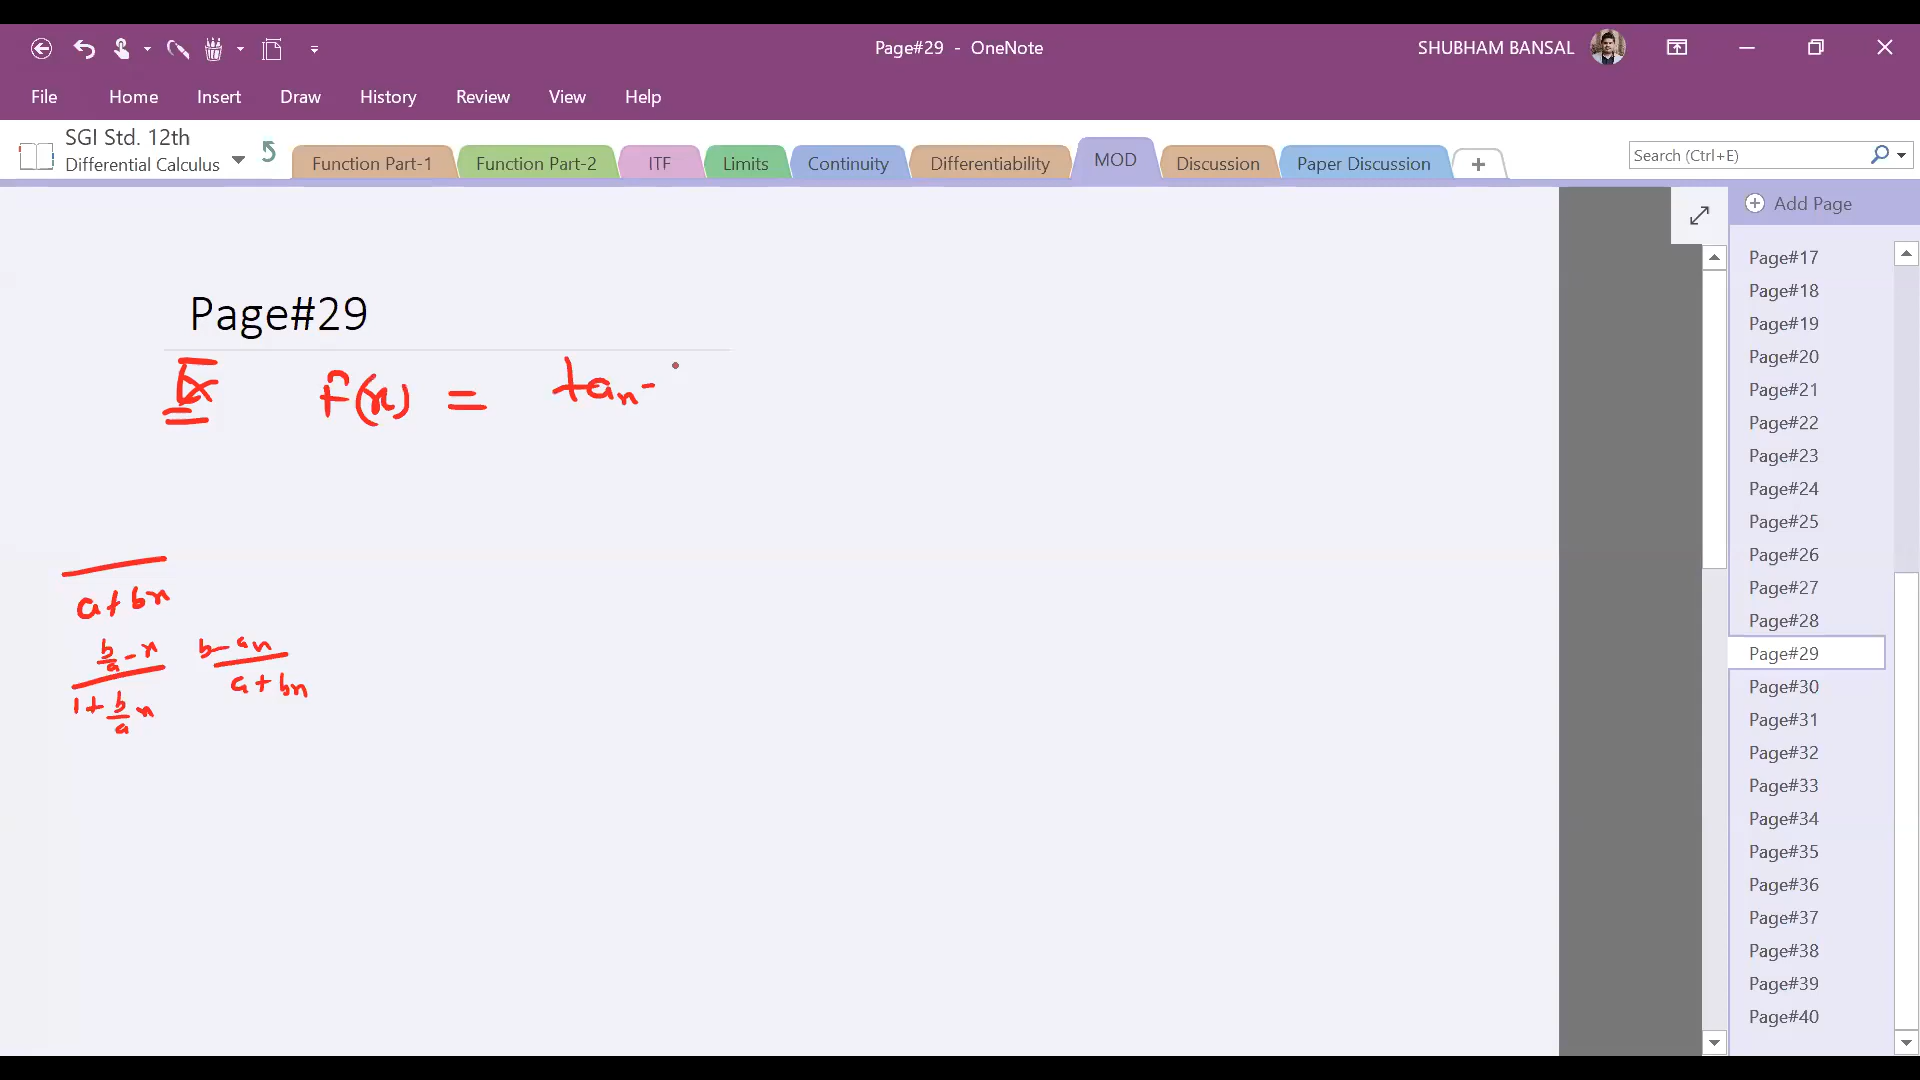 Page#29 - OneNote
SHUBHAM BANSAL
File Home Insert Draw History Review View Help
SGI Std. 12th
Differential Calculus
Function Part-1 Function Part-2 ITF Limits Continuity Differentiability MOD Discussion Paper Discussion +
Search (Ctrl+E)
Add Page
Page#29
Ex f(x) = tan-
a+bx
b/a - x
1 + b/a x
b-ax
a+bx
Page#17
Page#18
Page#19
Page#20
Page#21
Page#22
Page#23
Page#24
Page#25
Page#26
Page#27
Page#28
Page#29
Page#30
Page#31
Page#32
Page#33
Page#34
Page#35
Page#36
Page#37
Page#38
Page#39
Page#40